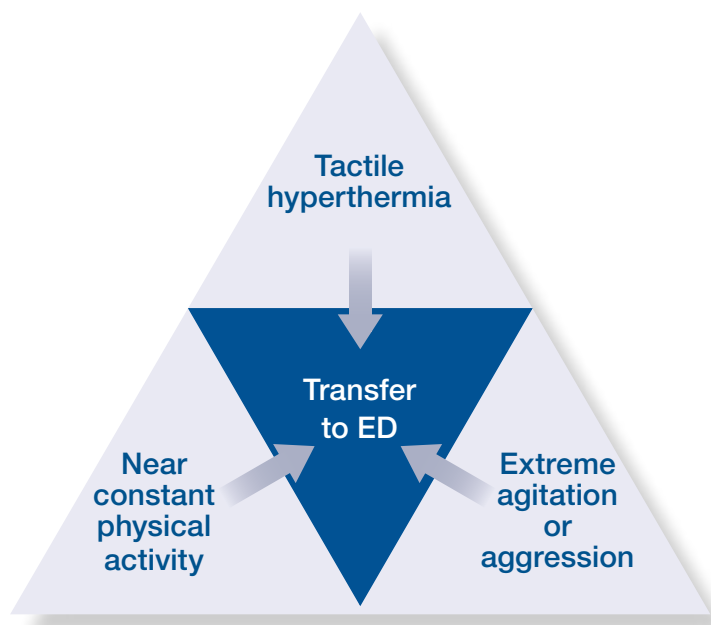 Tactile
hyperthermia
Transfer
to ED
Near
constant
physical
activity
Extreme
agitation
or
aggression